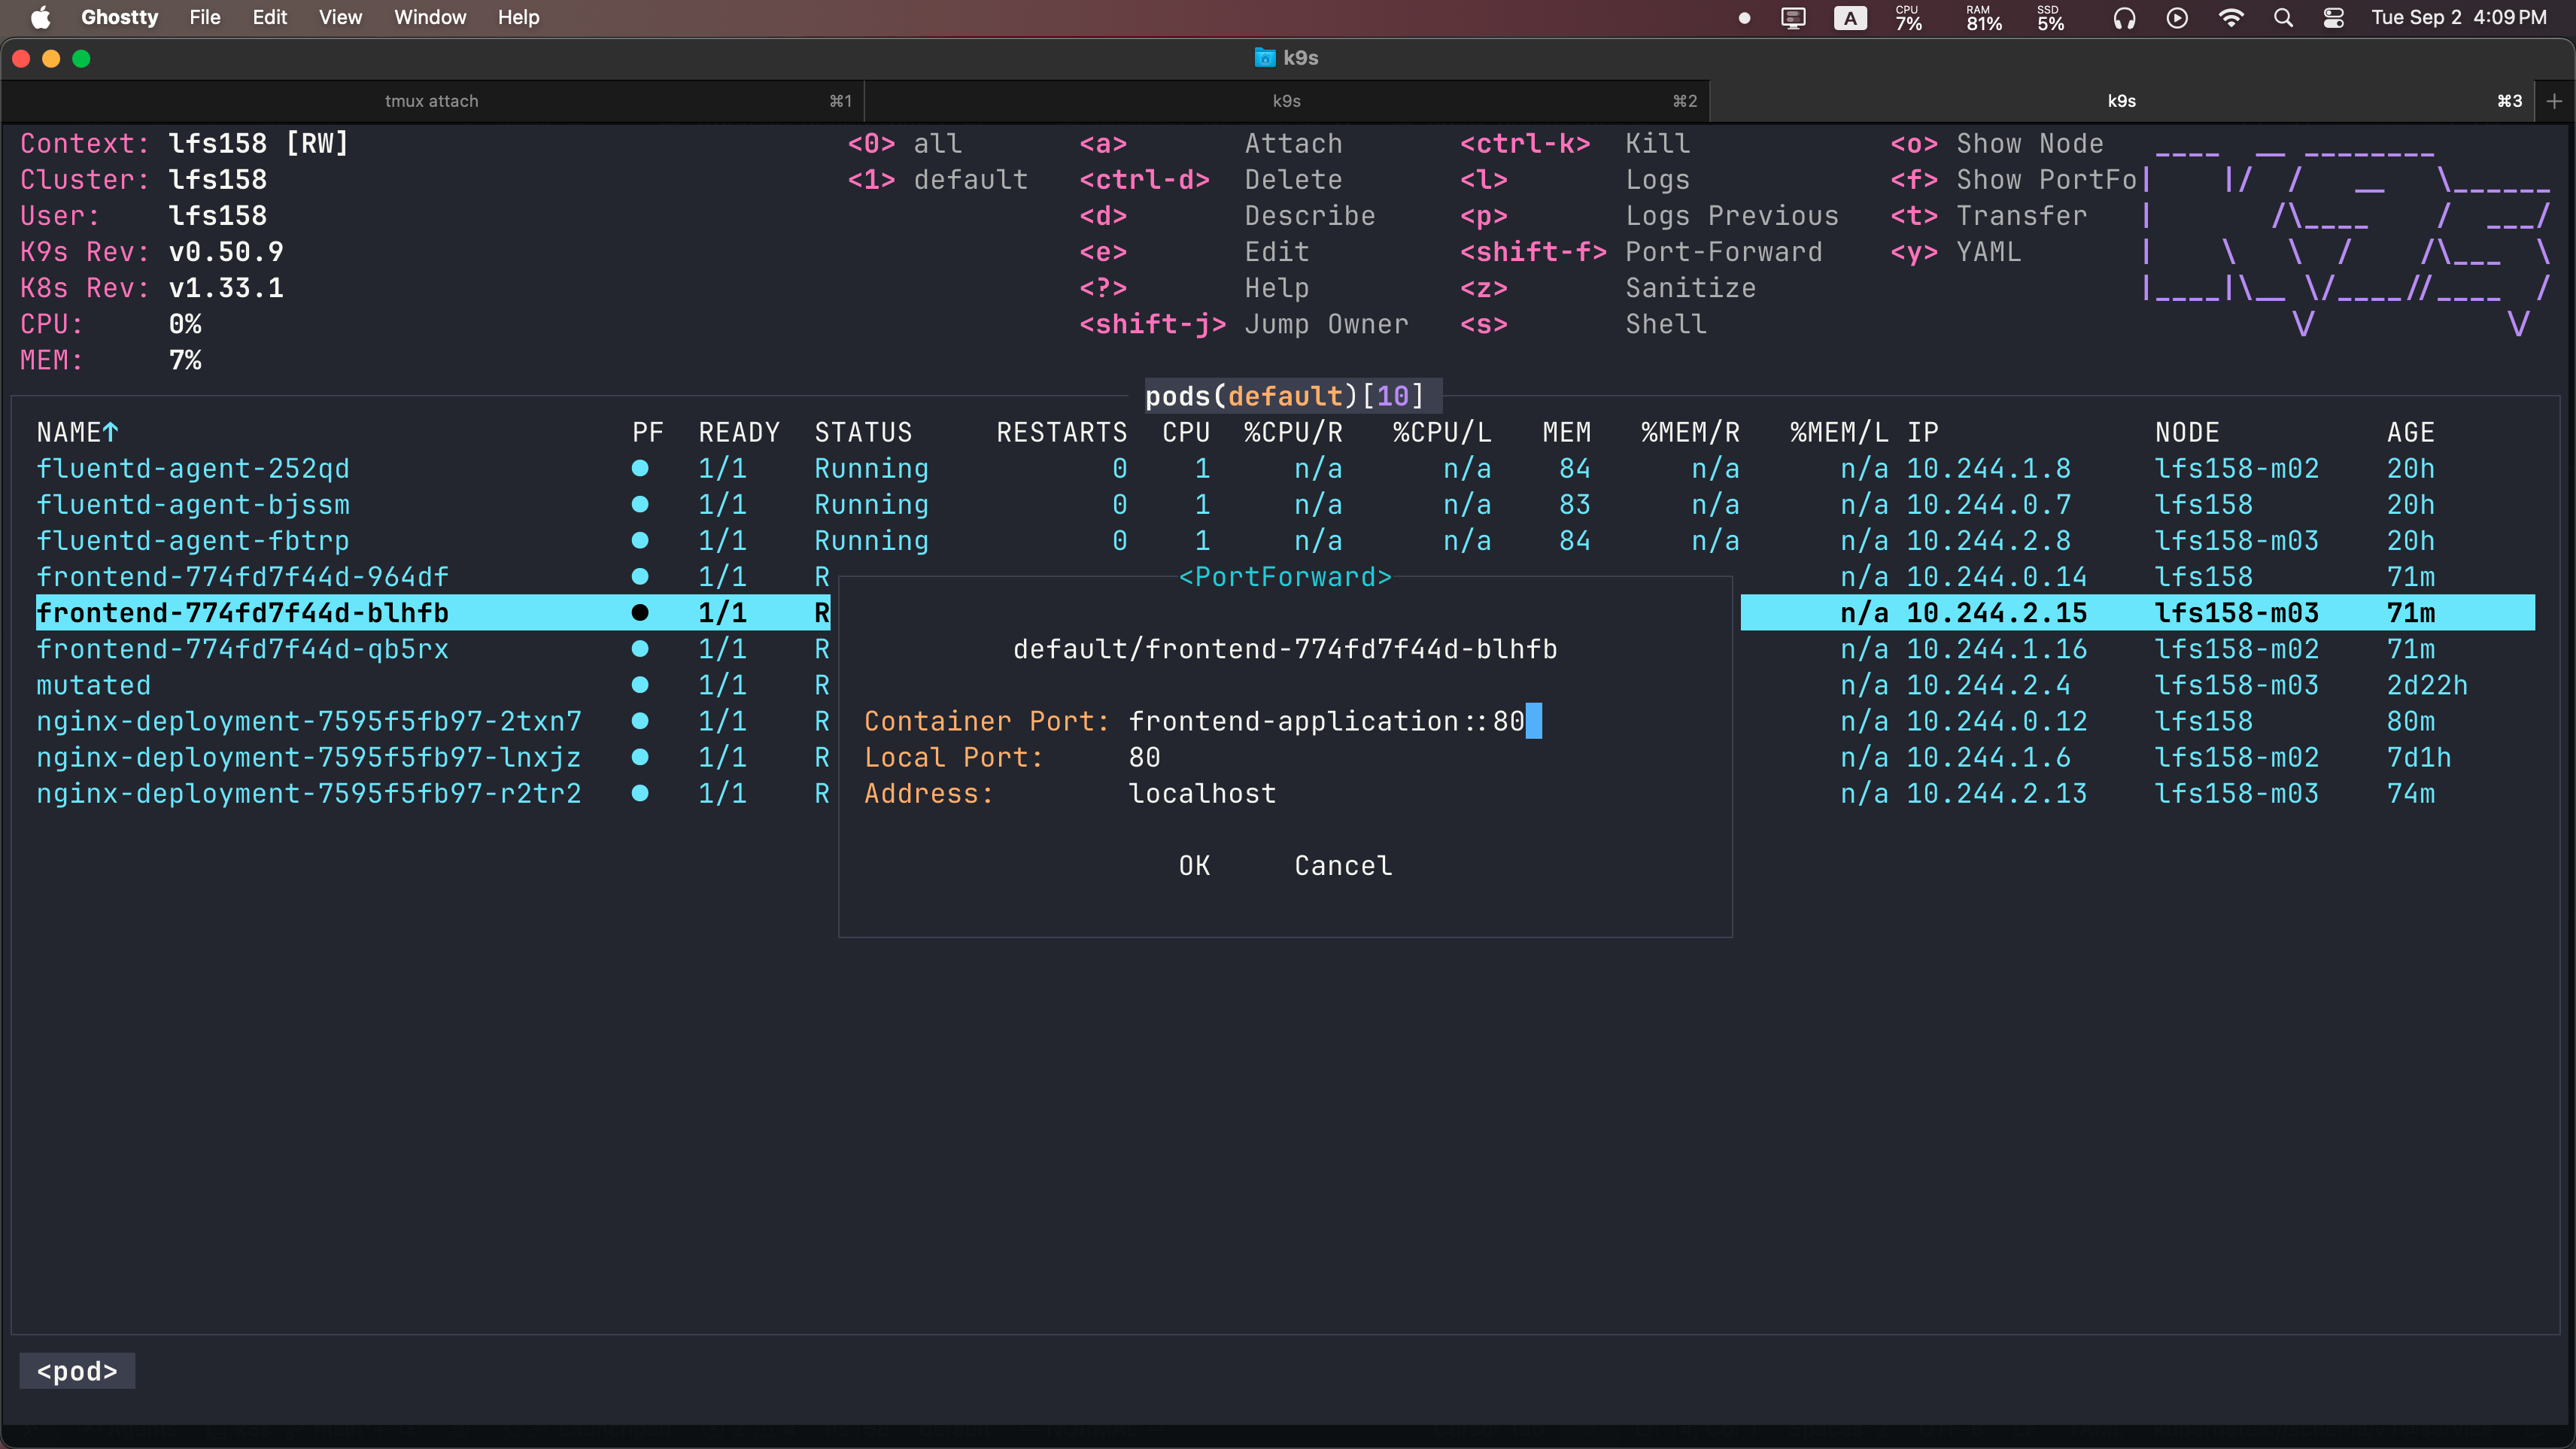 Ghostty File Edit View Window Help A CPU 7% RAM 81% SSD 5% Tue Sep 2 4:09 PM
k9s
tmux attach ⌘1 k9s ⌘2 k9s ⌘3 +
Context: lfs158 [RW] <0> all <a> Attach <ctrl-k> Kill <o> Show Node
Cluster: lfs158 <1> default <ctrl-d> Delete <l> Logs <f> Show PortFo
User: lfs158 <d> Describe <p> Logs Previous <t> Transfer
K9s Rev: v0.50.9 <e> Edit <shift-f> Port-Forward <y> YAML
K8s Rev: v1.33.1 <?> Help <z> Sanitize
CPU: 0% <shift-j> Jump Owner <s> Shell
MEM: 7%
pods(default)[10]
NAME↑ PF READY STATUS RESTARTS CPU %CPU/R %CPU/L MEM %MEM/R %MEM/L IP NODE AGE
fluentd-agent-252qd ● 1/1 Running 0 1 n/a n/a 84 n/a n/a 10.244.1.8 lfs158-m02 20h
fluentd-agent-bjssm ● 1/1 Running 0 1 n/a n/a 83 n/a n/a 10.244.0.7 lfs158 20h
fluentd-agent-fbtrp ● 1/1 Running 0 1 n/a n/a 84 n/a n/a 10.244.2.8 lfs158-m03 20h
frontend-774fd7f44d-964df ● 1/1 R <PortForward> n/a 10.244.0.14 lfs158 71m
frontend-774fd7f44d-blhfb ● 1/1 R n/a 10.244.2.15 lfs158-m03 71m
frontend-774fd7f44d-qb5rx ● 1/1 R default/frontend-774fd7f44d-blhfb n/a 10.244.1.16 lfs158-m02 71m
mutated ● 1/1 R n/a 10.244.2.4 lfs158-m03 2d22h
nginx-deployment-7595f5fb97-2txn7 ● 1/1 R Container Port: frontend-application::80 n/a 10.244.0.12 lfs158 80m
nginx-deployment-7595f5fb97-lnxjz ● 1/1 R Local Port: 80 n/a 10.244.1.6 lfs158-m02 7d1h
nginx-deployment-7595f5fb97-r2tr2 ● 1/1 R Address: localhost n/a 10.244.2.13 lfs158-m03 74m
OK Cancel
<pod>